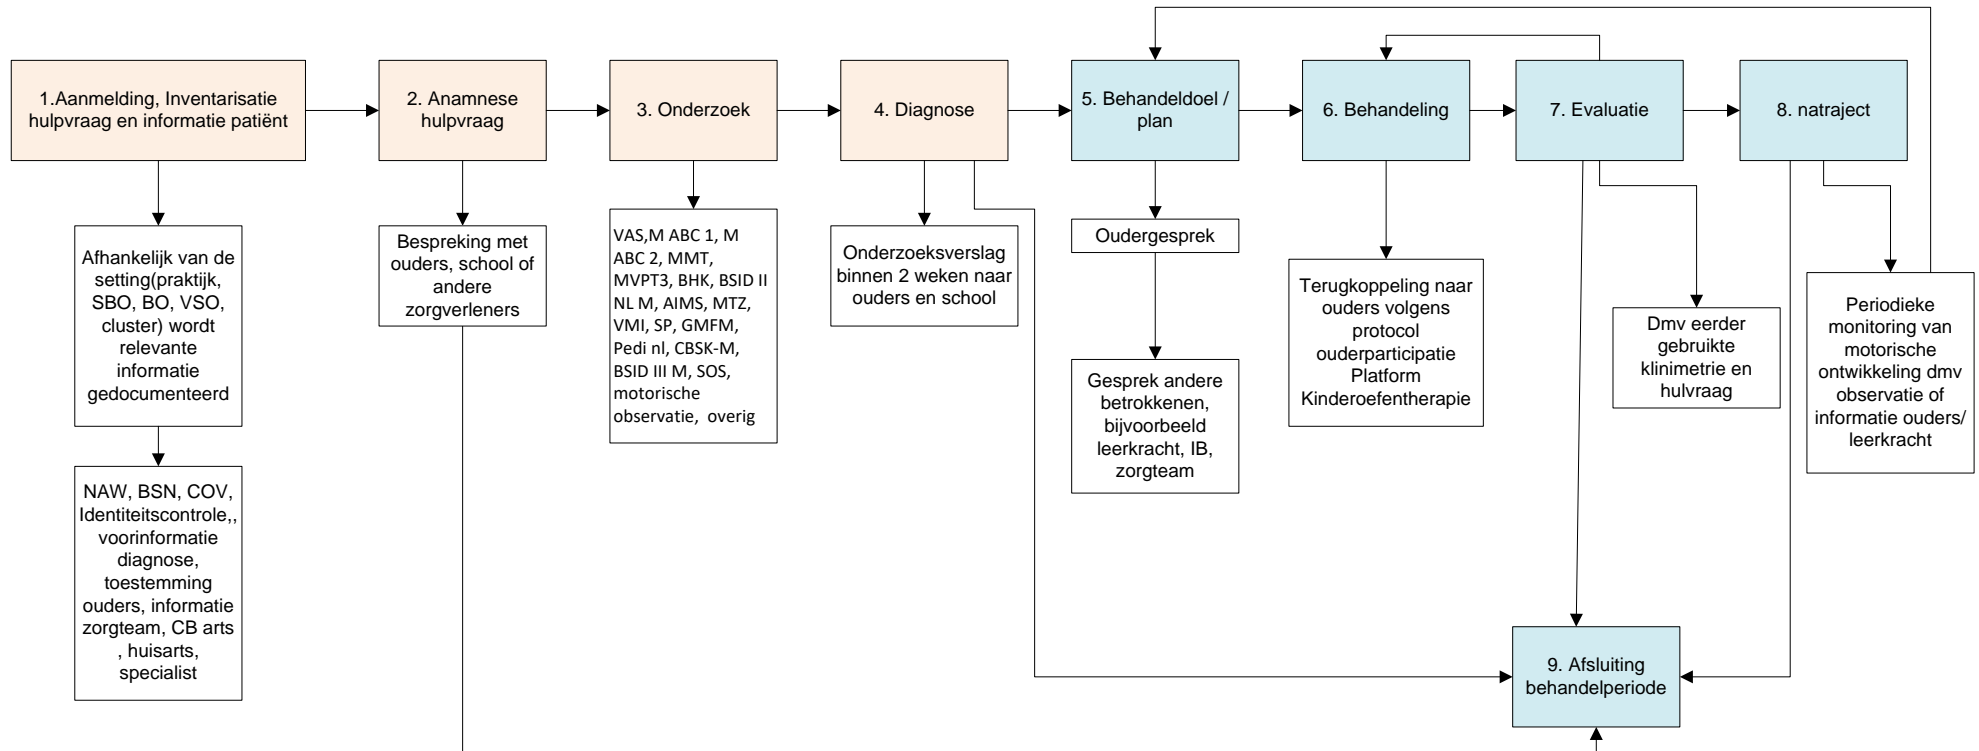 1.Aanmelding, Inventarisatie
hulpvraag en informatie patiënt
2. Anamnese
hulpvraag
3. Onderzoek
4. Diagnose
5. Behandeldoel /
plan
6. Behandeling
7. Evaluatie
8. natraject
Afhankelijk van de
setting(praktijk,
SBO, BO, VSO,
cluster) wordt
relevante
informatie
gedocumenteerd
NAW, BSN, COV,
Identiteitscontrole,,
voorinformatie
diagnose,
toestemming
ouders, informatie
zorgteam, CB arts
, huisarts,
specialist
Bespreking met
ouders, school of
andere
zorgverleners
VAS,M ABC 1, M
ABC 2, MMT,
MVPT3, BHK, BSID II
NL M, AIMS, MTZ,
VMI, SP, GMFM,
Pedi nl, CBSK-M,
BSID III M, SOS,
motorische
observatie, overig
Onderzoeksverslag
binnen 2 weken naar
ouders en school
Oudergesprek
Gesprek andere
betrokkenen,
bijvoorbeeld
leerkracht, IB,
zorgteam
Terugkoppeling naar
ouders volgens
protocol
ouderparticipatie
Platform
Kinderoefentherapie
Dmv eerder
gebruikte
klinimetrie en
hulvraag
Periodieke
monitoring van
motorische
ontwikkeling dmv
observatie of
informatie ouders/
leerkracht
9. Afsluiting
behandelperiode